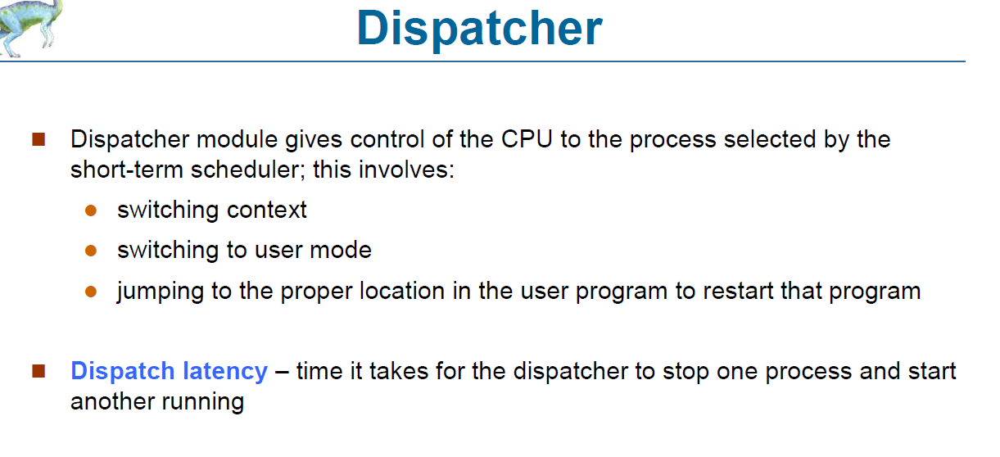 Dispatcher
Dispatcher module gives control of the CPU to the process selected by the
short-term scheduler; this involves:
switching context
switching to user mode
jumping to the proper location in the user program to restart that program
Dispatch latency – time it takes for the dispatcher to stop one process and start
another running